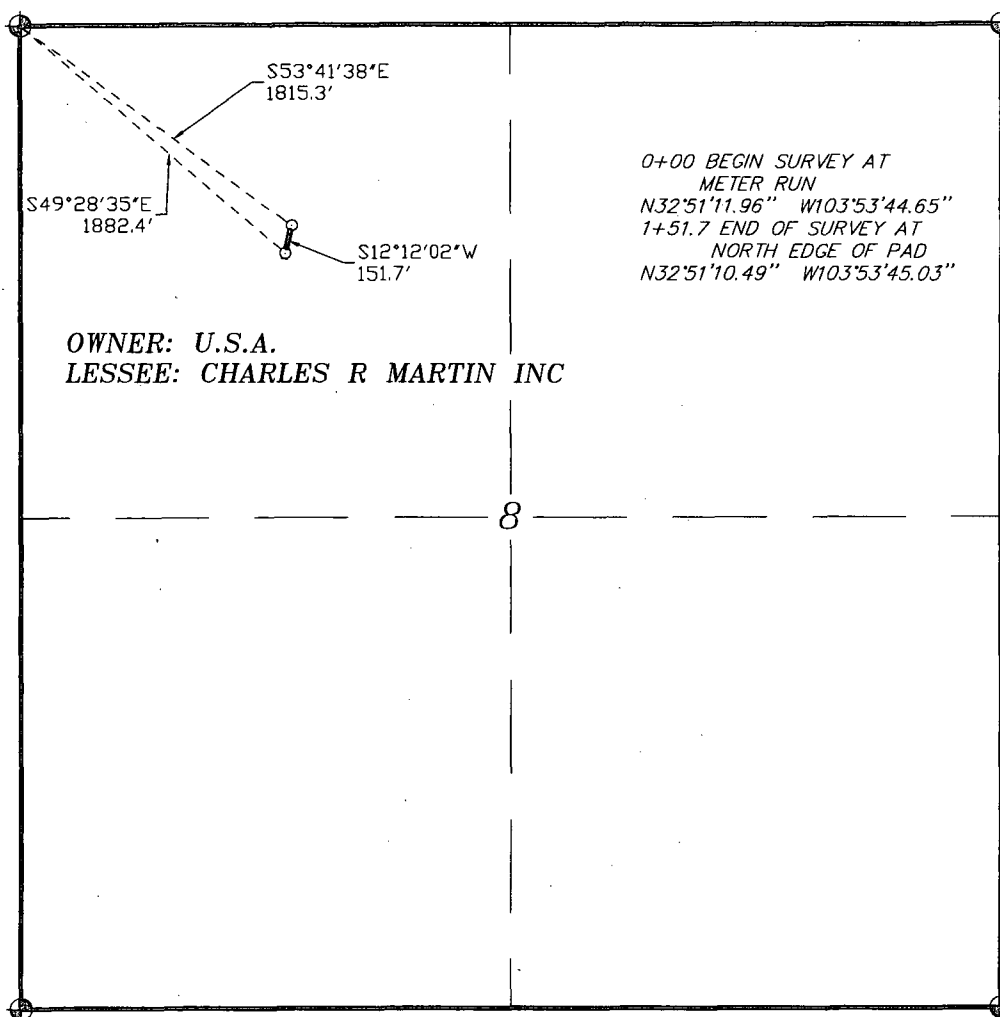 S53°41'38"E
1815.3'
0+00 BEGIN SURVEY AT
METER RUN
N32°51'11.96" W103°53'44.65"
1+51.7 END OF SURVEY AT
NORTH EDGE OF PAD
N32°51'10.49" W103°53'45.03"
S49°28'35"E
1882.4'
S12°12'02"W
151.7'
OWNER: U.S.A.
LESSEE: CHARLES R MARTIN INC
8